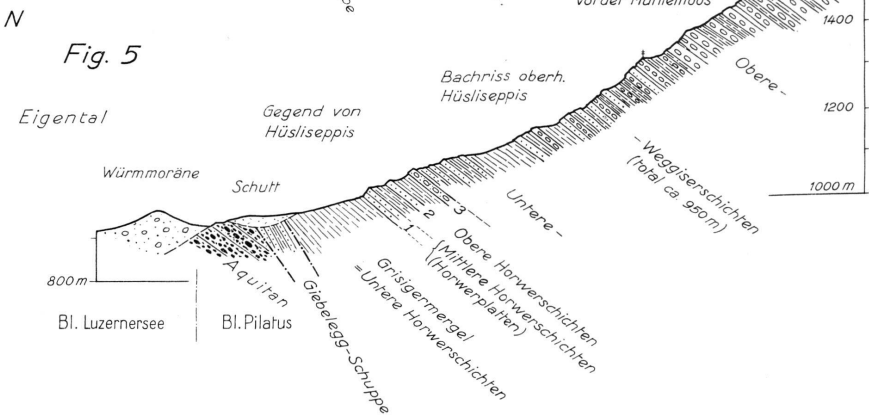 N
Fig. 5
1400
Obere-
Bachriss oberh.
Hüsliseppis
1200
Eigental
Gegend von
Hüsliseppis
-Weggiserschichten
(total ca 950m)
Würmmoräne
Schutt
1000 m
Untere-
1
2
3
Obere Horwerschichten
Mittlere Horwerschichten
(Horwerplatten)
Grisigermergel
=Untere Horwerschichten
Aquitan
Giebelegg-Schuppe
800 m
Bl. Luzernersee
Bl. Pilatus